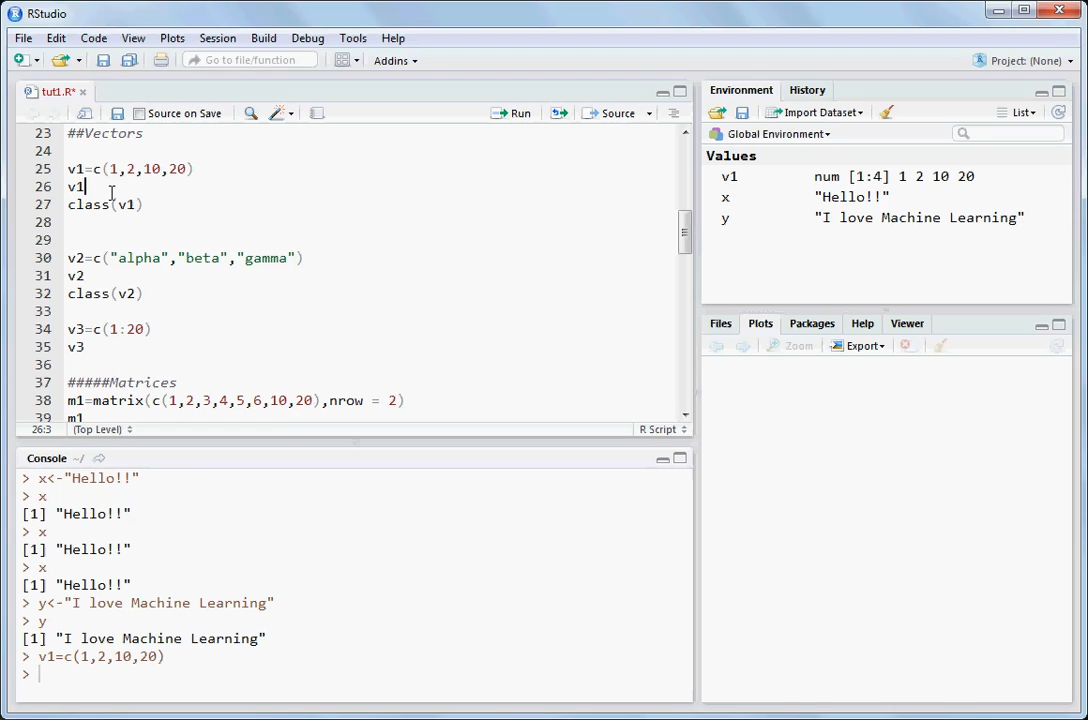 RStudio
File Edit Code View Plots Session Build Debug Tools Help
Go to file/function Addins Project: (None)
tut1.R*
Source on Save Run Source
23 ##Vectors
24
25 v1=c(1,2,10,20)
26 v1
27 class(v1)
28
29
30 v2=c("alpha","beta","gamma")
31 v2
32 class(v2)
33
34 v3=c(1:20)
35 v3
36
37 #####Matrices
38 m1=matrix(c(1,2,3,4,5,6,10,20),nrow = 2)
39 m1
26:3 (Top Level) R Script
Console ~/
> x<-"Hello!!"
> x
[1] "Hello!!"
> x
[1] "Hello!!"
> x
[1] "Hello!!"
> y<-"I love Machine Learning"
> y
[1] "I love Machine Learning"
> v1=c(1,2,10,20)
>
Environment History
Import Dataset List
Global Environment
Values
v1 num [1:4] 1 2 10 20
x "Hello!!"
y "I love Machine Learning"
Files Plots Packages Help Viewer
Zoom Export